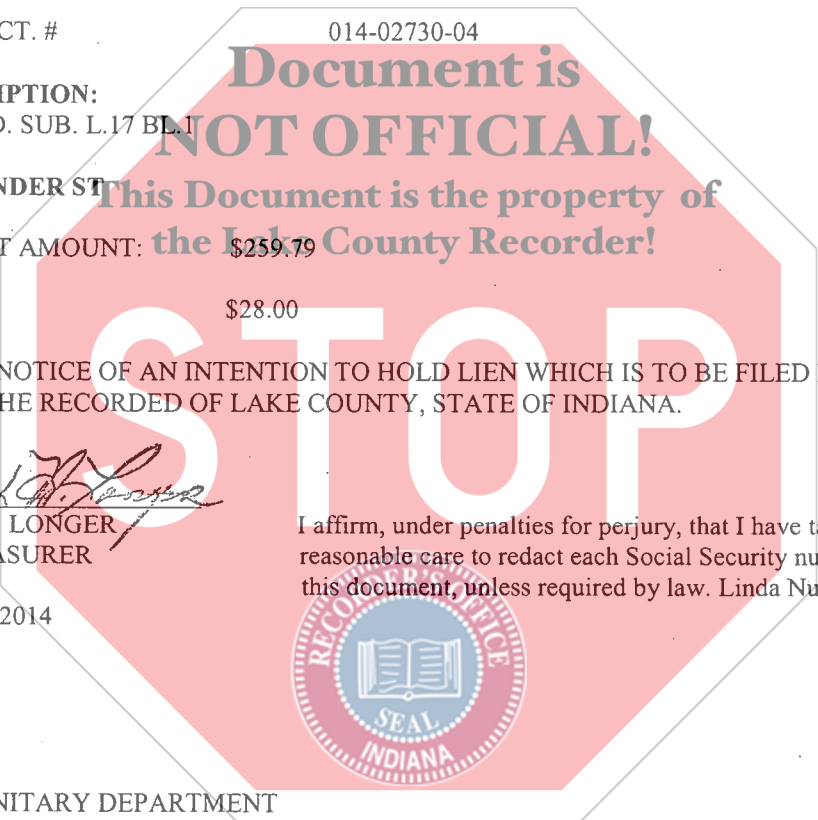 CT. # 014-02730-04
Document is
IPTION:
D. SUB. L.17 BL.1
NOT OFFICIAL!
NDER ST
This Document is the property of
T AMOUNT: $259.79
the Lake County Recorder!
$28.00
STOP
NOTICE OF AN INTENTION TO HOLD LIEN WHICH IS TO BE FILED
HE RECORDED OF LAKE COUNTY, STATE OF INDIANA.
LONGER
ASURER
I affirm, under penalties for perjury, that I have ta
reasonable care to redact each Social Security nu
this document, unless required by law. Linda Nu
2014
RECORDER'S OFFICE
SEAL
INDIANA
NITARY DEPARTMENT